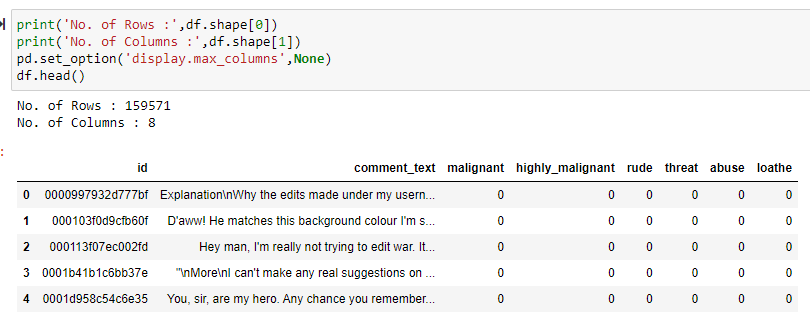 print('No. of Rows :',df.shape[0])
print('No. of Columns :',df.shape[1])
pd.set_option('display.max_columns',None)
df.head()
No. of Rows : 159571
No. of Columns : 8
:
id comment_text malignant highly_malignant rude threat abuse loathe
0 0000997932d777bf Explanation\nWhy the edits made under my usern... 0 0 0 0 0 0
1 000103f0d9cfb60f D'aww! He matches this background colour I'm s... 0 0 0 0 0 0
2 000113f07ec002fd Hey man, I'm really not trying to edit war. It... 0 0 0 0 0 0
3 0001b41b1c6bb37e "\nMore\nI can't make any real suggestions on ... 0 0 0 0 0 0
4 0001d958c54c6e35 You, sir, are my hero. Any chance you remember... 0 0 0 0 0 0